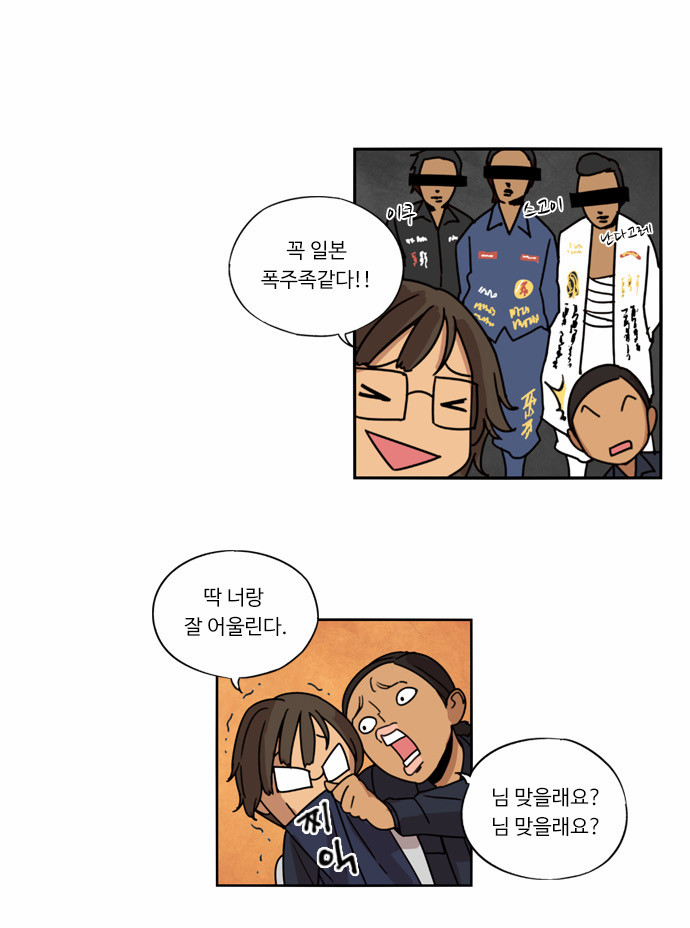 이쿠
스고이
난다고레
꼭 일본
폭주족같다!!
딱 너랑
잘 어울린다.
찌
아
님 맞을래요?
님 맞을래요?